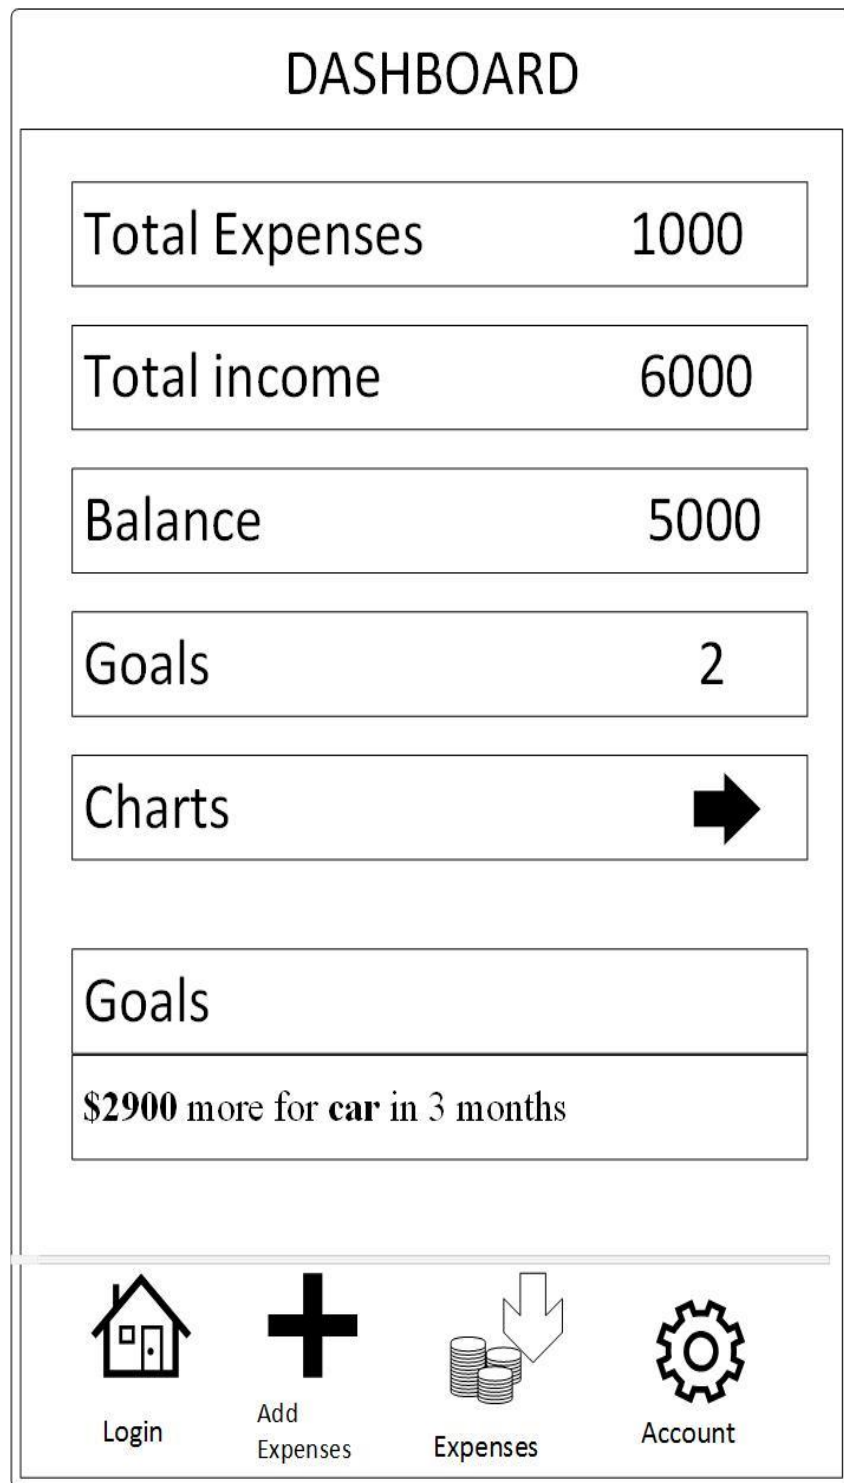 DASHBOARD
Total Expenses 1000
Total income 6000
Balance 5000
Goals 2
Charts
Goals
$2900 more for car in 3 months
Login
Add
Expenses
Expenses
Account